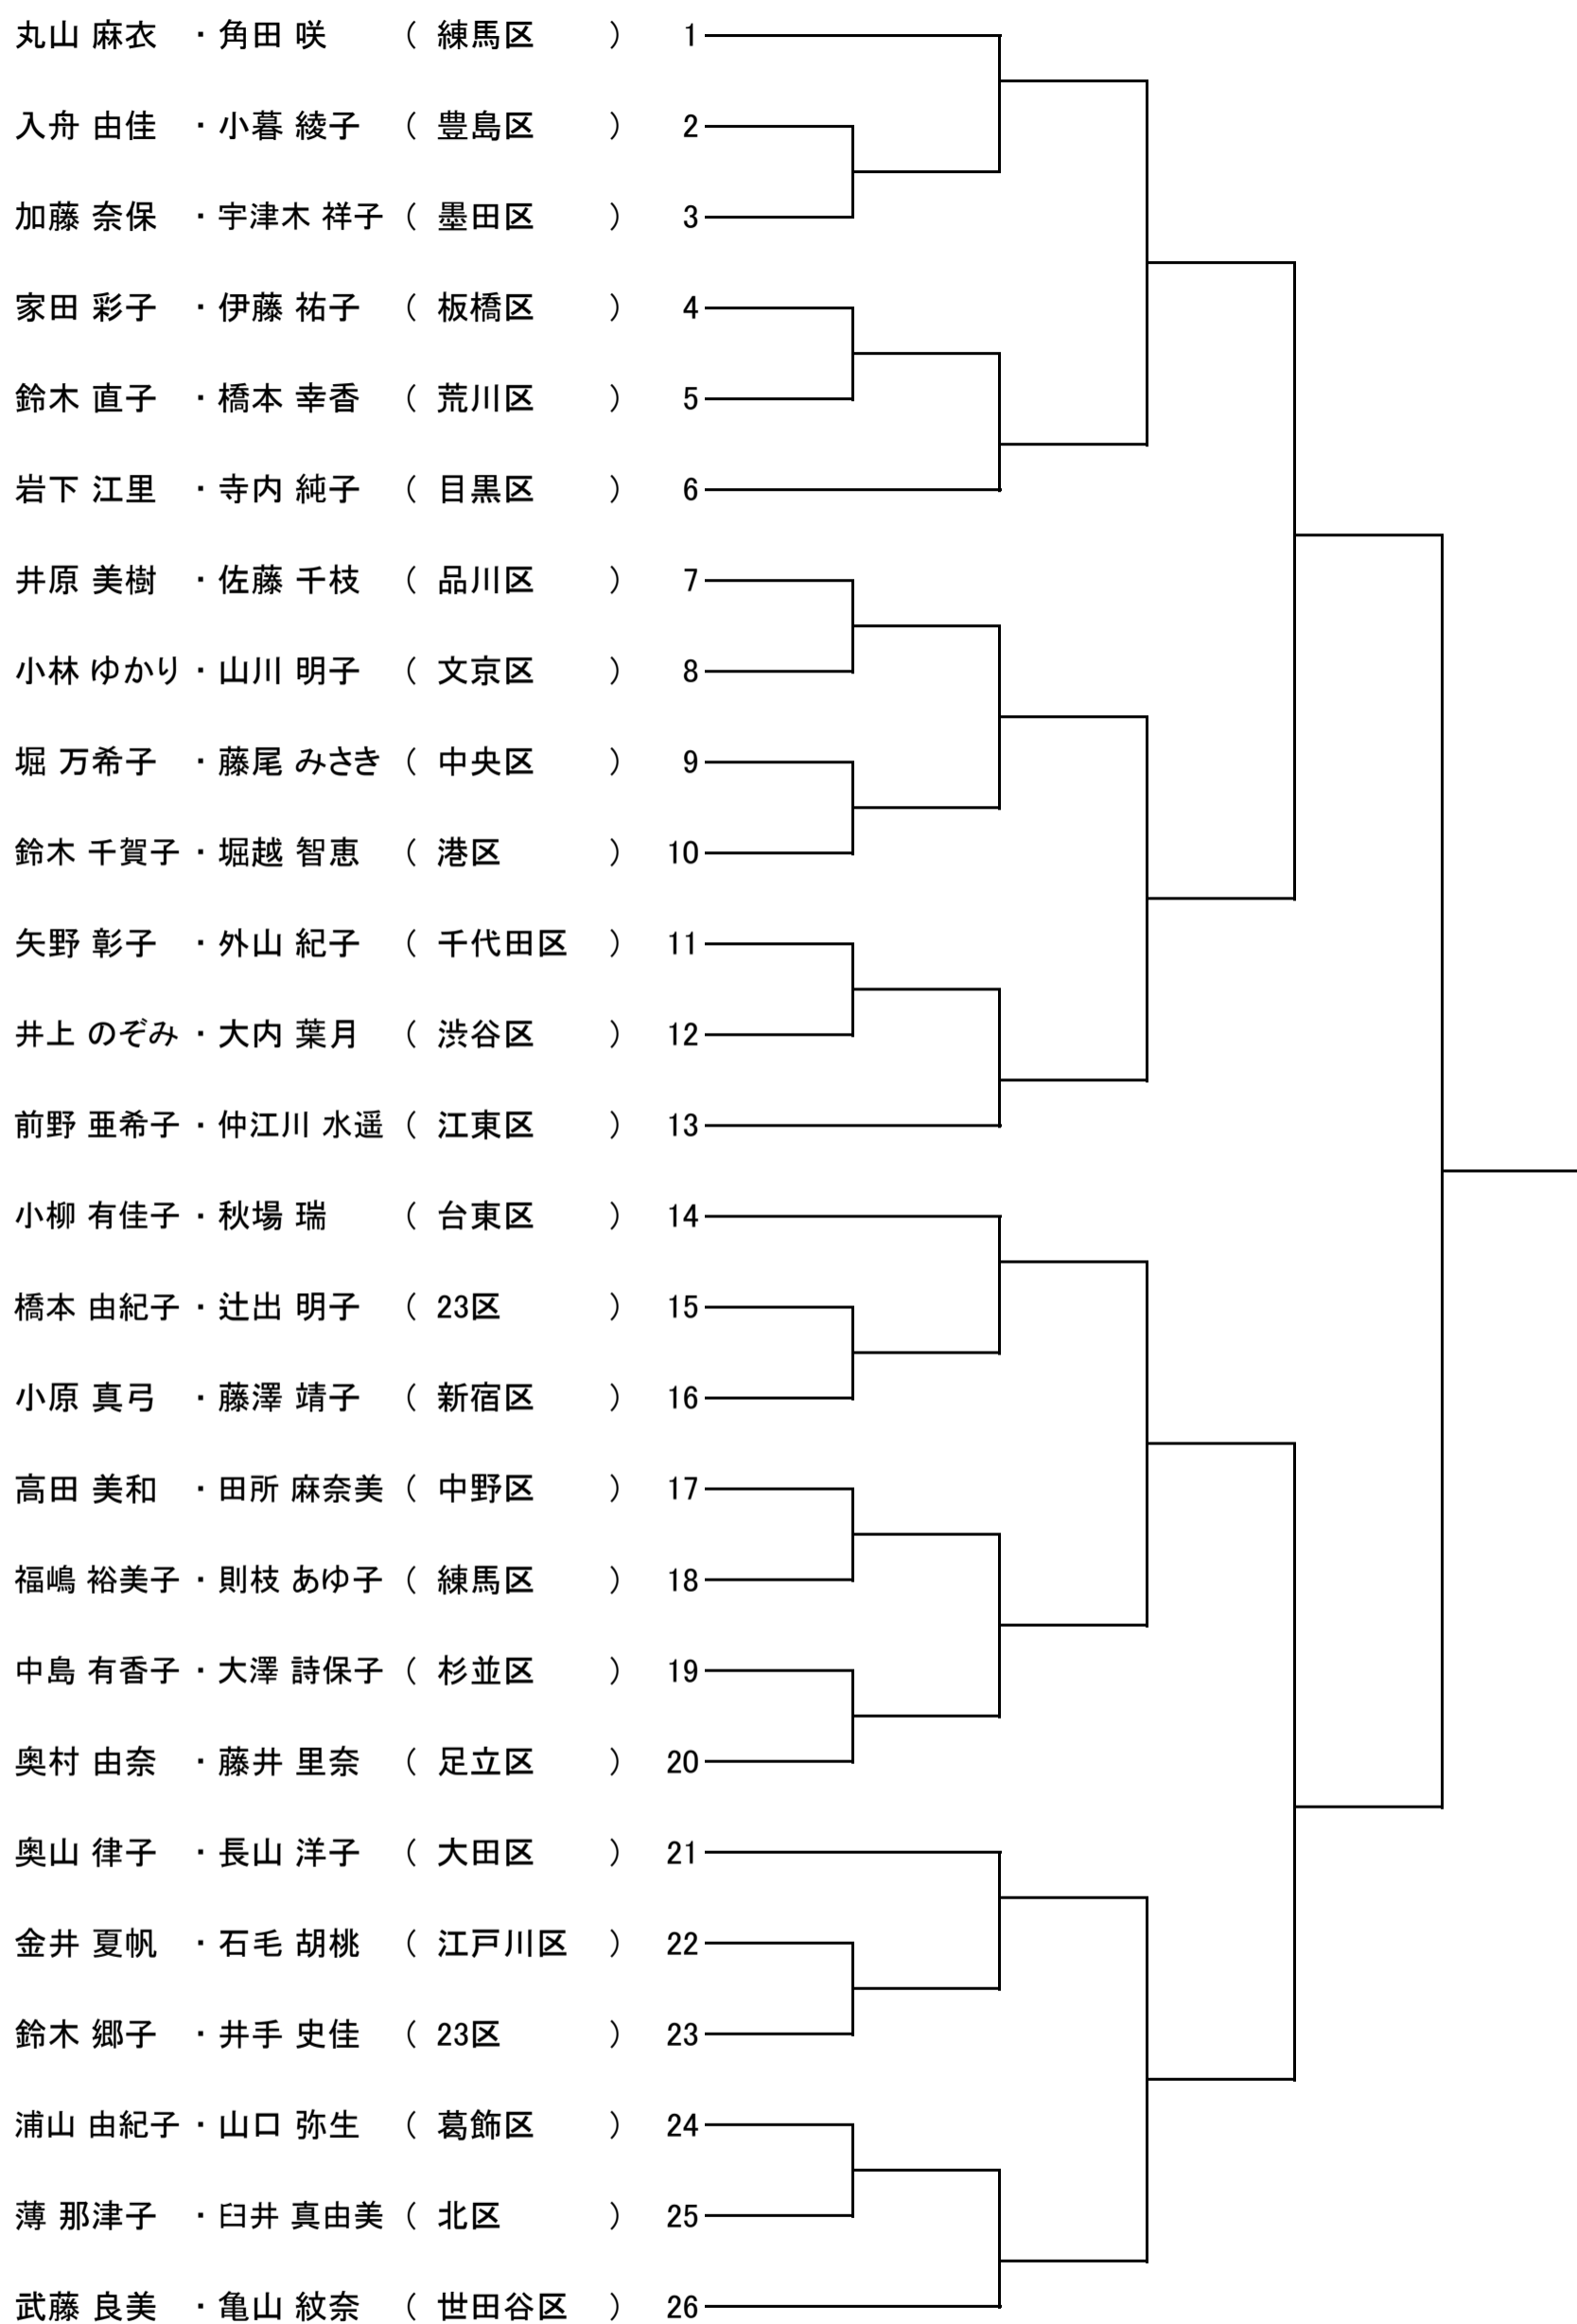 丸山 麻衣 ・ 角田 咲 ( 練馬区 ) 1
入舟 由佳 ・ 小暮 綾子 ( 豊島区 ) 2
加藤 奈保 ・ 宇津木 祥子 ( 墨田区 ) 3
家田 彩子 ・ 伊藤 祐子 ( 板橋区 ) 4
鈴木 直子 ・ 橋本 幸香 ( 荒川区 ) 5
岩下 江里 ・ 寺内 純子 ( 目黒区 ) 6
井原 美樹 ・ 佐藤 千枝 ( 品川区 ) 7
小林 ゆかり ・ 山川 明子 ( 文京区 ) 8
堀 万希子 ・ 藤尾 みさき ( 中央区 ) 9
鈴木 千賀子 ・ 堀越 智恵 ( 港区 ) 10
矢野 彰子 ・ 外山 紀子 ( 千代田区 ) 11
井上 のぞみ ・ 大内 葉月 ( 渋谷区 ) 12
前野 亜希子 ・ 仲江川 水遥 ( 江東区 ) 13
小柳 有佳子 ・ 秋場 瑞 ( 台東区 ) 14
橋本 由紀子 ・ 辻出 明子 ( 23区 ) 15
小原 真弓 ・ 藤澤 靖子 ( 新宿区 ) 16
高田 美和 ・ 田所 麻奈美 ( 中野区 ) 17
福嶋 裕美子 ・ 則枝 あゆ子 ( 練馬区 ) 18
中島 有香子 ・ 大澤 詩保子 ( 杉並区 ) 19
奥村 由奈 ・ 藤井 里奈 ( 足立区 ) 20
奥山 律子 ・ 長山 洋子 ( 大田区 ) 21
金井 夏帆 ・ 石毛 胡桃 ( 江戸川区 ) 22
鈴木 郷子 ・ 井手 史佳 ( 23区 ) 23
浦山 由紀子 ・ 山口 弥生 ( 葛飾区 ) 24
薄 那津子 ・ 臼井 真由美 ( 北区 ) 25
武藤 良美 ・ 亀山 紋奈 ( 世田谷区 ) 26